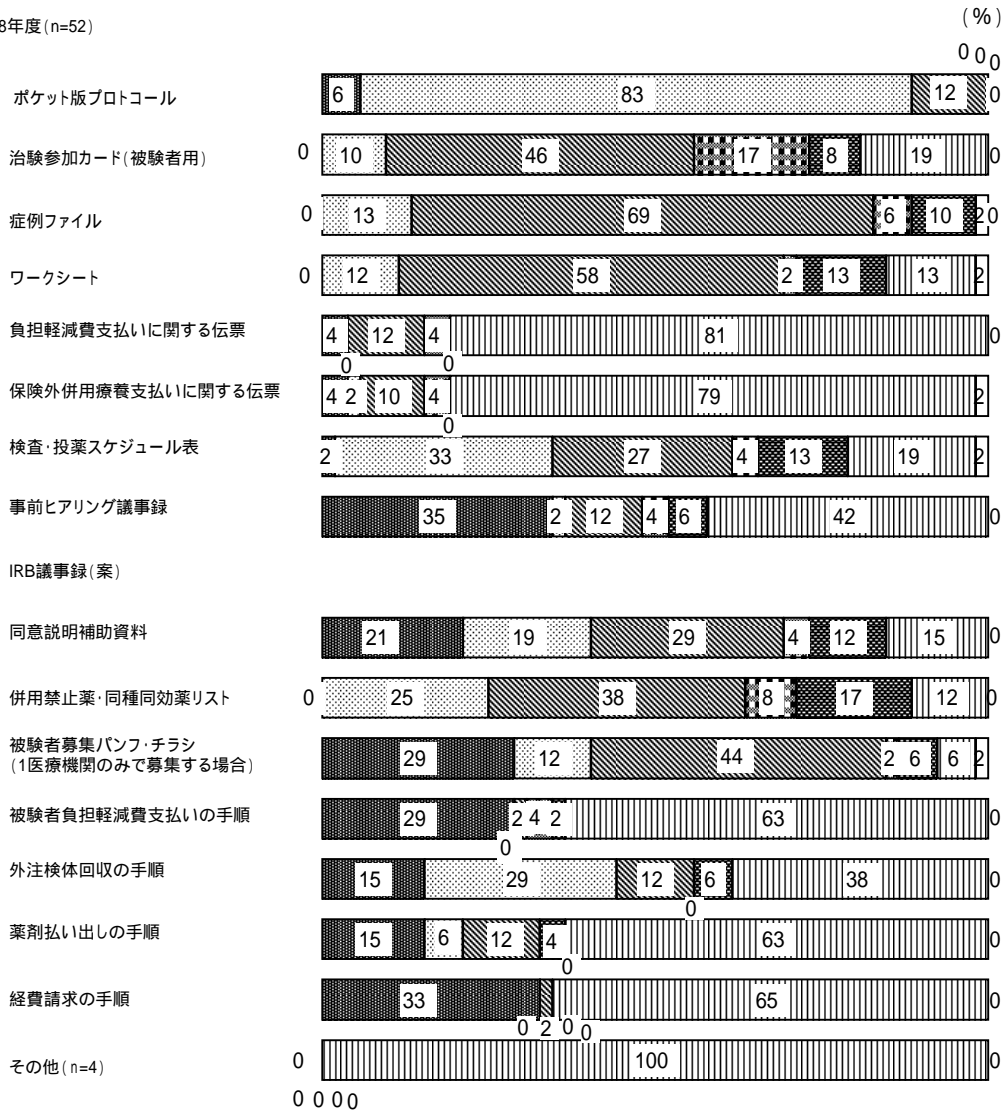 8年度(n=52)
(%)
0 0 0
ポケット版プロトコール 6 83 12 0
治験参加カード(被験者用) 0 10 46 17 8 19 0
症例ファイル 0 13 69 6 10 2 0
ワークシート 0 12 58 2 13 13 2
負担軽減費支払いに関する伝票 4 12 4 81 0
0 0
保険外併用療養支払いに関する伝票 4 2 10 4 79 2
0
検査・投薬スケジュール表 2 33 27 4 13 19 2
事前ヒアリング議事録 35 2 12 4 6 42 0
IRB議事録(案)
同意説明補助資料 21 19 29 4 12 15 0
併用禁止薬・同種同効薬リスト 0 25 38 8 17 12 0
被験者募集パンフ・チラシ
(1医療機関のみで募集する場合) 29 12 44 2 6 6 2
被験者負担軽減費支払いの手順 29 2 4 2 63 0
0
外注検体回収の手順 15 29 12 6 38 0
0
薬剤払い出しの手順 15 6 12 4 63 0
0
経費請求の手順 33 65 0
0 2 0 0
その他(n=4) 0 100 0
0 0 0 0